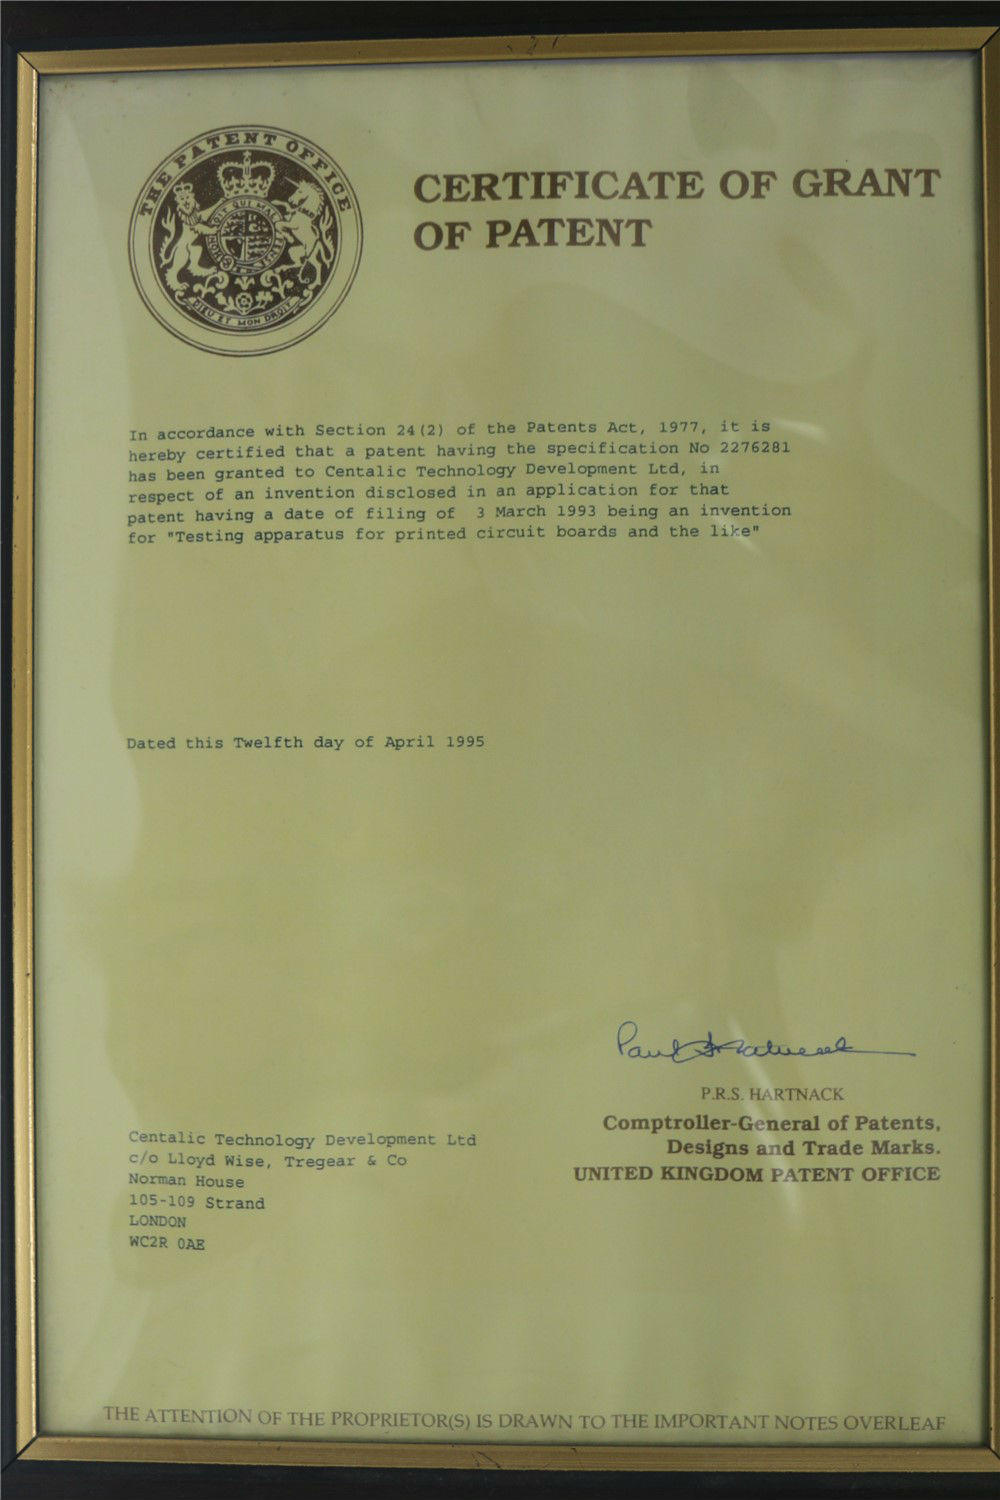 THE PATENT OFFICE
DIEU ET MON DROIT
CERTIFICATE OF GRANT
OF PATENT
In accordance with Section 24(2) of the Patents Act, 1977, it is
hereby certified that a patent having the specification No 2276281
has been granted to Centalic Technology Development Ltd, in
respect of an invention disclosed in an application for that
patent having a date of filing of 3 March 1993 being an invention
for "Testing apparatus for printed circuit boards and the like"
Dated this Twelfth day of April 1995
P.R.S. HARTNACK
Comptroller-General of Patents,
Designs and Trade Marks.
UNITED KINGDOM PATENT OFFICE
Centalic Technology Development Ltd
c/o Lloyd Wise, Tregear & Co
Norman House
105-109 Strand
LONDON
WC2R 0AE
THE ATTENTION OF THE PROPRIETOR(S) IS DRAWN TO THE IMPORTANT NOTES OVERLEAF